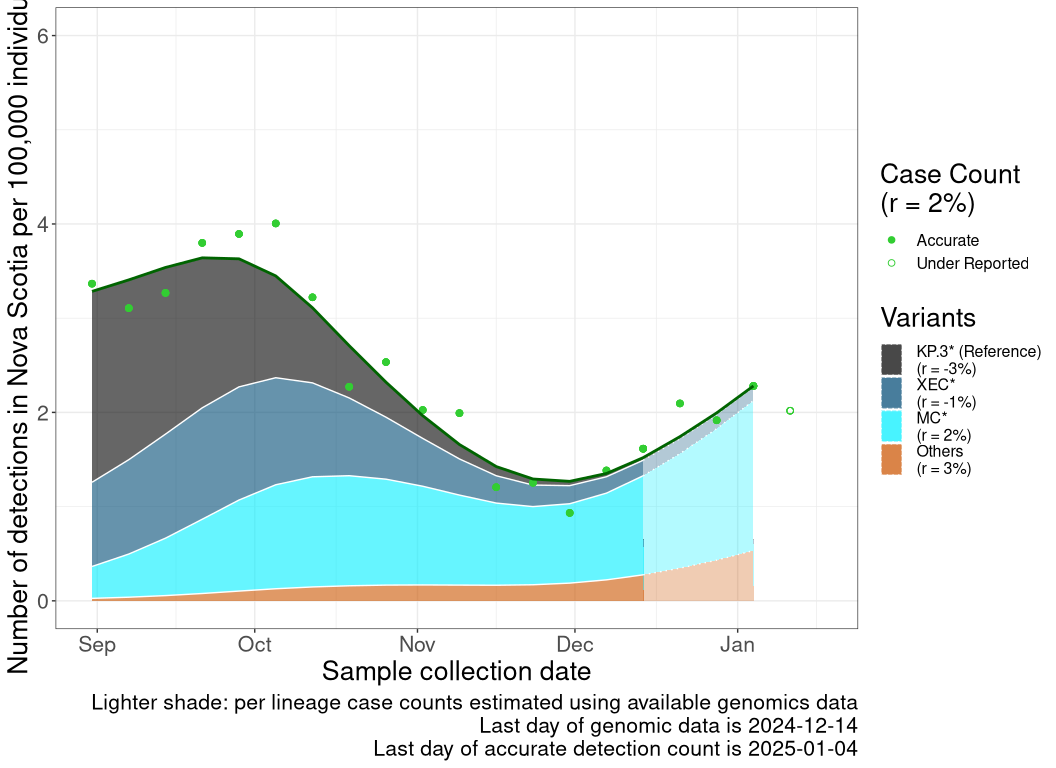 Number of detections in Nova Scotia per 100,000
6
4
2
0
Sep
Oct
Nov
Dec
Jan
Sample collection date
Lighter shade: per lineage case counts estimated using available genomics data
Last day of genomic data is 2024-12-14
Last day of accurate detection count is 2025-01-04
Case Count
(r = 2%)
Accurate
Under Reported
Variants
KP.3* (Reference)
(r = -3%)
XEC*
(r = -1%)
MC*
(r = 2%)
Others
(r = 3%)